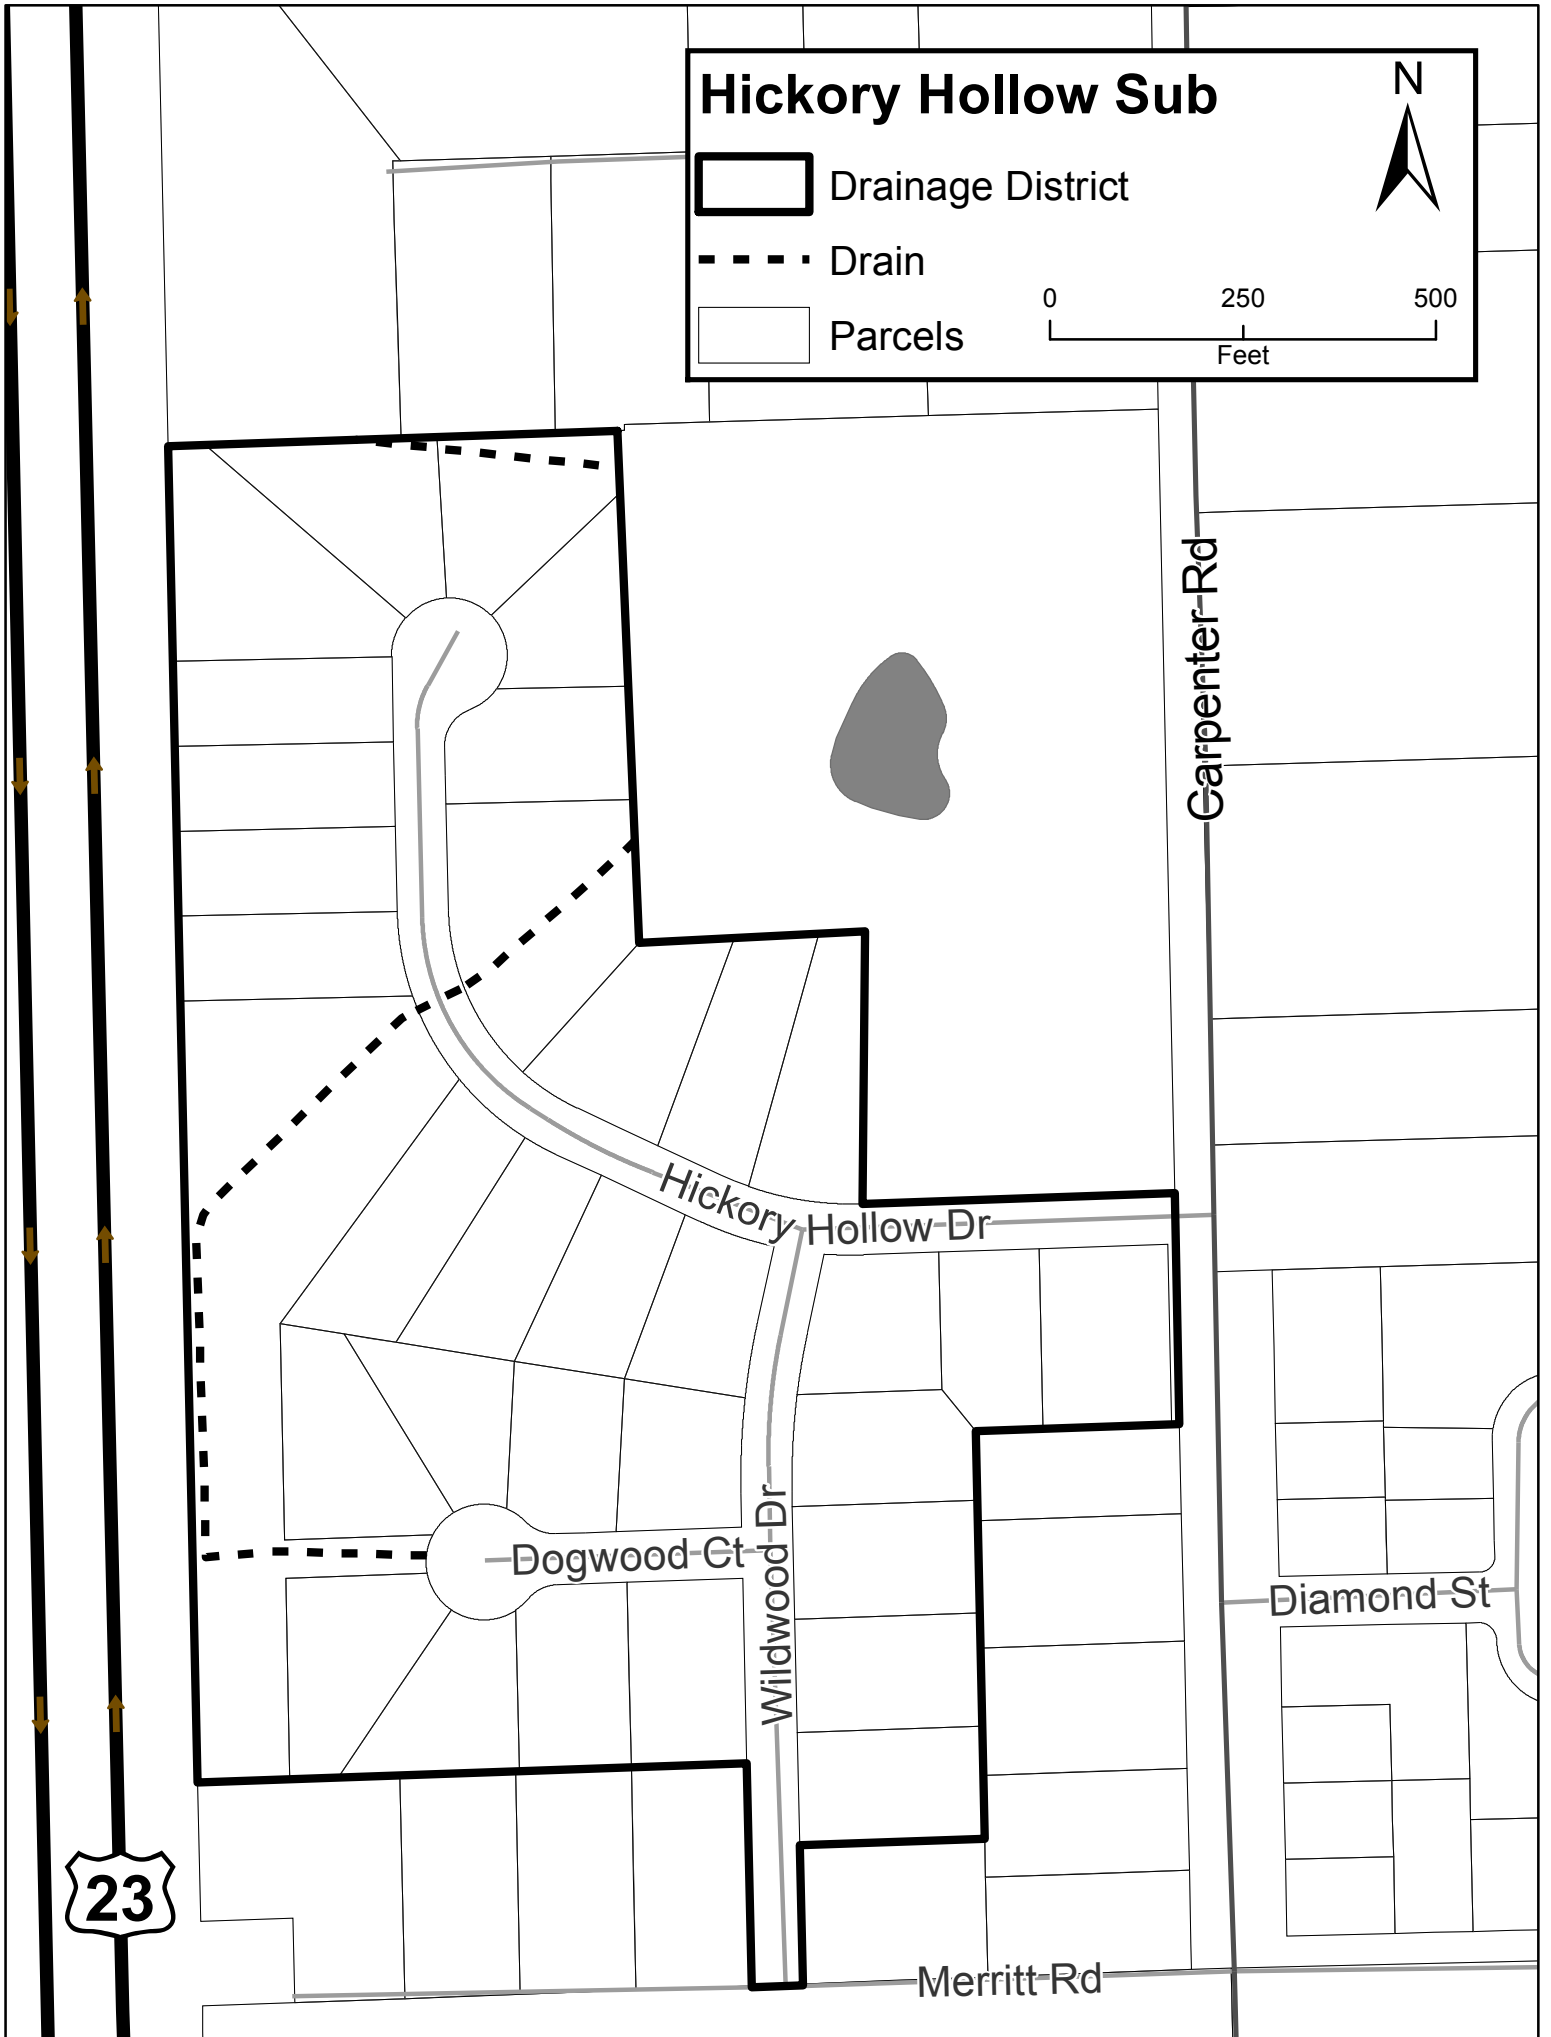 Hickory Hollow Sub
N
Drainage District
Drain
Parcels
0 250 500
Feet
Carpenter Rd
Hickory Hollow Dr
Dogwood Ct
Wildwood Dr
Diamond St
23
Merritt Rd